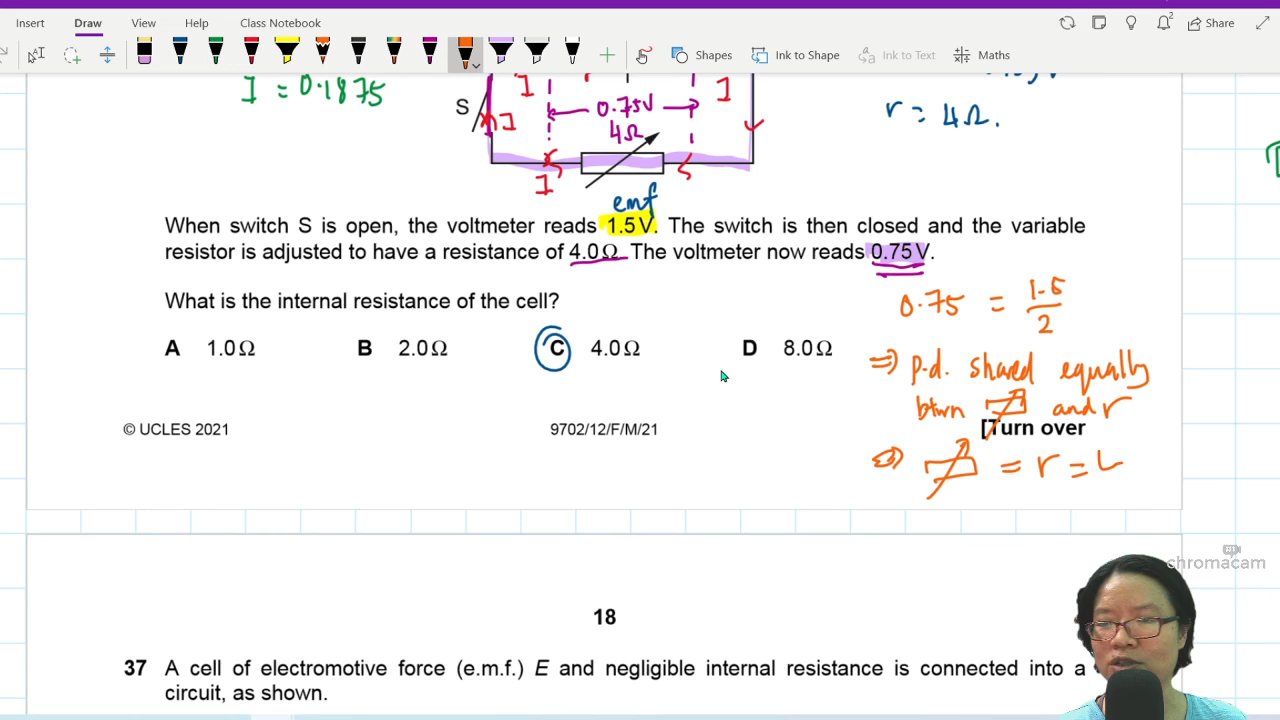 Insert Draw View Help Class Notebook Share
Shapes Ink to Shape Ink to Text Maths
I = 0.1875
S
I
I
I
I
0.75V
4Ω
r = 4Ω.
emf
When switch S is open, the voltmeter reads 1.5 V. The switch is then closed and the variable
resistor is adjusted to have a resistance of 4.0 Ω. The voltmeter now reads 0.75 V.
What is the internal resistance of the cell?
A 1.0 Ω B 2.0 Ω C 4.0 Ω D 8.0 Ω
0.75 = 1.5
2
⇒ p.d. shared equally
btwn and r
⇒ = r =
© UCLES 2021 9702/12/F/M/21 [Turn over
chromacam
18
37 A cell of electromotive force (e.m.f.) E and negligible internal resistance is connected into a
circuit, as shown.